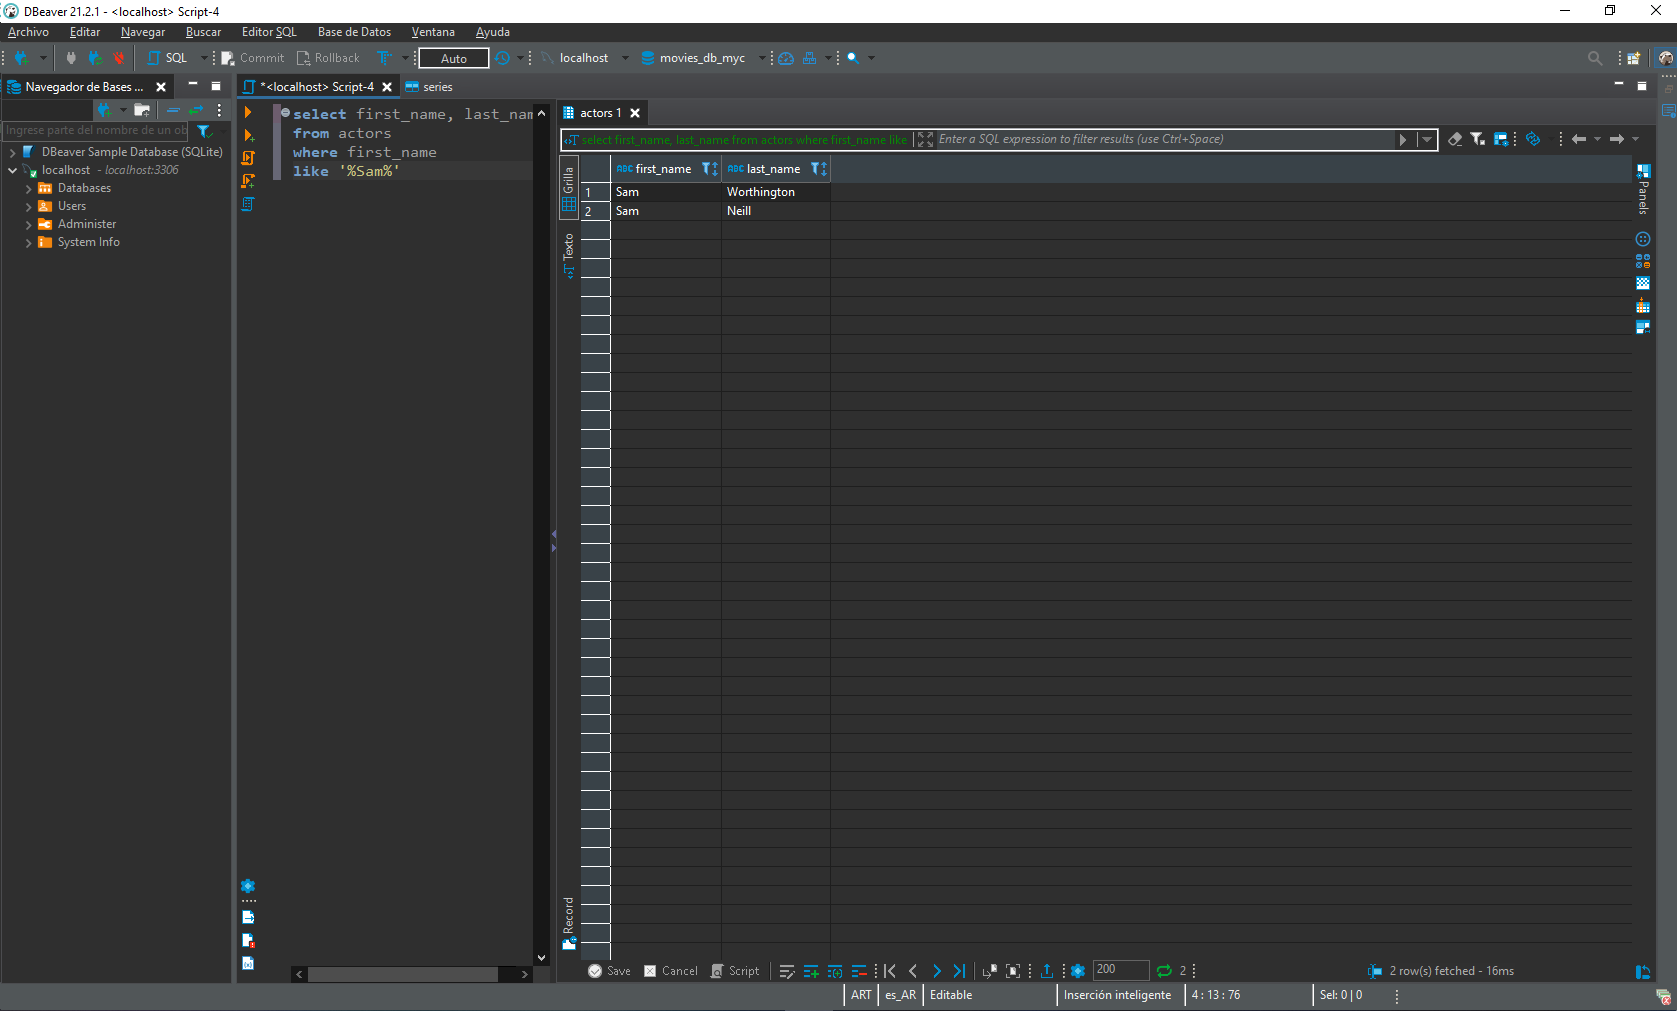 DBeaver 21.2.1 - <localhost> Script-4
Archivo Editar Navegar Buscar Editor SQL Base de Datos Ventana Ayuda
SQL Commit Rollback Auto localhost movies_db_myc
Navegador de Bases ...
*<localhost> Script-4 series
Ingrese parte del nombre de un ob
DBeaver Sample Database (SQLite)
localhost - localhost:3306
Databases
Users
Administer
System Info
select first_name, last_nam
from actors
where first_name
like '%Sam%'
actors 1
select first_name, last_name from actors where first_name like
Enter a SQL expression to filter results (use Ctrl+Space)
Grilla
Texto
Record
ABC first_name ABC last_name
1 Sam Worthington
2 Sam Neill
Panels
Save Cancel Script 200 2
2 row(s) fetched - 16ms
ART es_AR Editable Inserción inteligente 4 : 13 : 76 Sel: 0 | 0